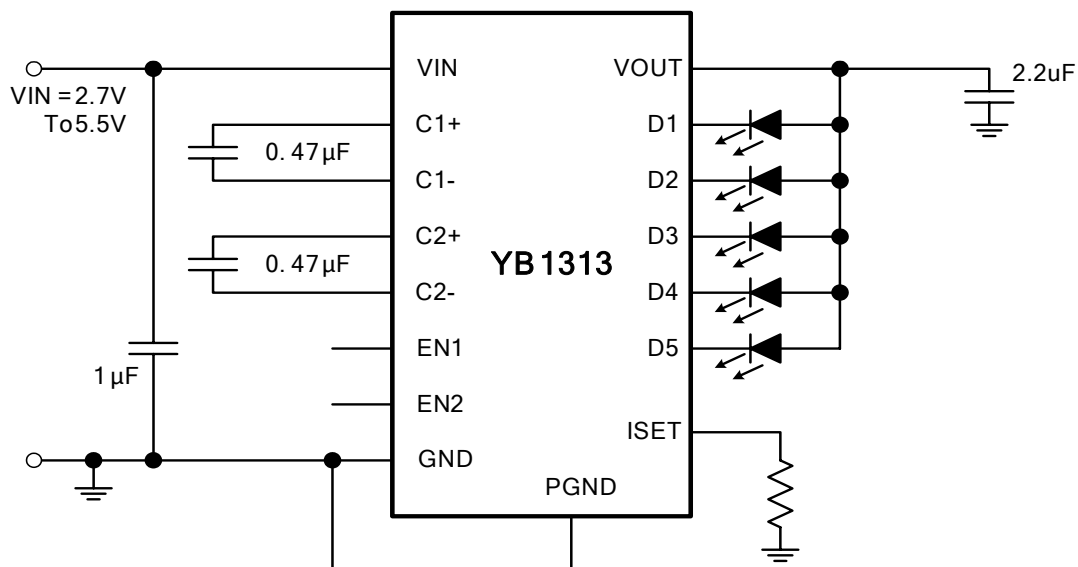 VIN
VOUT
2.2uF
VIN =2.7V
To5.5V
C1+
D1
0.47µF
C1-
D2
C2+
D3
0.47µF
YB1313
C2-
D4
EN1
D5
1µF
EN2
ISET
GND
PGND